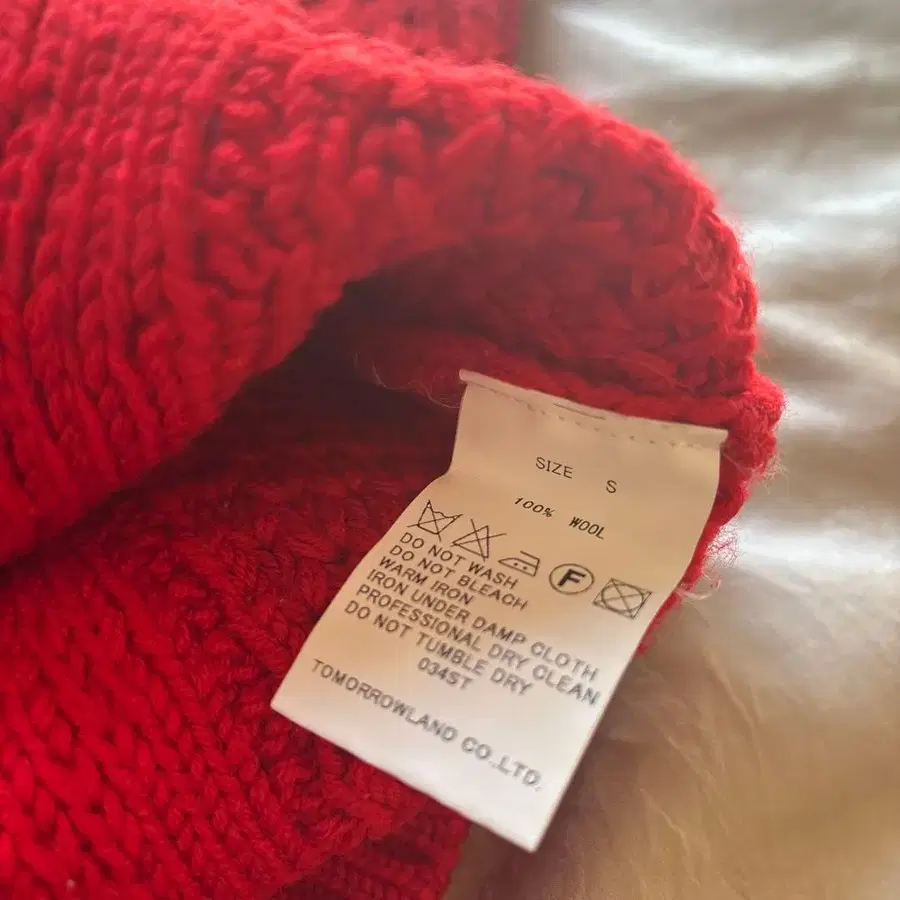 SIZE S
100% WOOL
F
DO NOT WASH
DO NOT BLEACH
WARM IRON
IRON UNDER DAMP CLOTH
PROFESSIONAL DRY CLEAN
DO NOT TUMBLE DRY
034ST
TOMORROWLAND CO.,LTD.